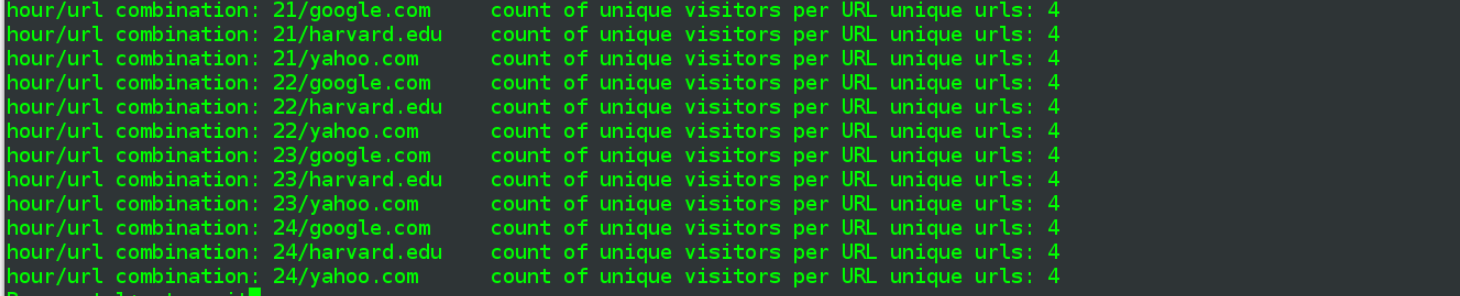 hour/url combination: 21/google.com count of unique visitors per URL unique urls: 4
hour/url combination: 21/harvard.edu count of unique visitors per URL unique urls: 4
hour/url combination: 21/yahoo.com count of unique visitors per URL unique urls: 4
hour/url combination: 22/google.com count of unique visitors per URL unique urls: 4
hour/url combination: 22/harvard.edu count of unique visitors per URL unique urls: 4
hour/url combination: 22/yahoo.com count of unique visitors per URL unique urls: 4
hour/url combination: 23/google.com count of unique visitors per URL unique urls: 4
hour/url combination: 23/harvard.edu count of unique visitors per URL unique urls: 4
hour/url combination: 23/yahoo.com count of unique visitors per URL unique urls: 4
hour/url combination: 24/google.com count of unique visitors per URL unique urls: 4
hour/url combination: 24/harvard.edu count of unique visitors per URL unique urls: 4
hour/url combination: 24/yahoo.com count of unique visitors per URL unique urls: 4